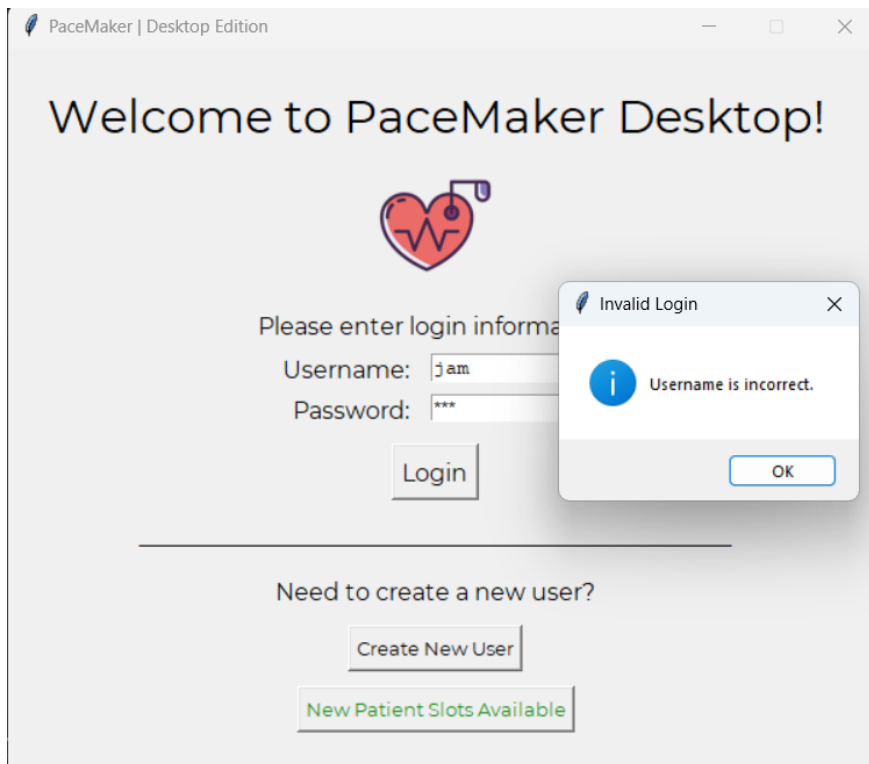 PaceMaker | Desktop Edition
Welcome to PaceMaker Desktop!
Please enter login informa
Username: jam
Password: ***
Login
Invalid Login
Username is incorrect.
OK
Need to create a new user?
Create New User
New Patient Slots Available